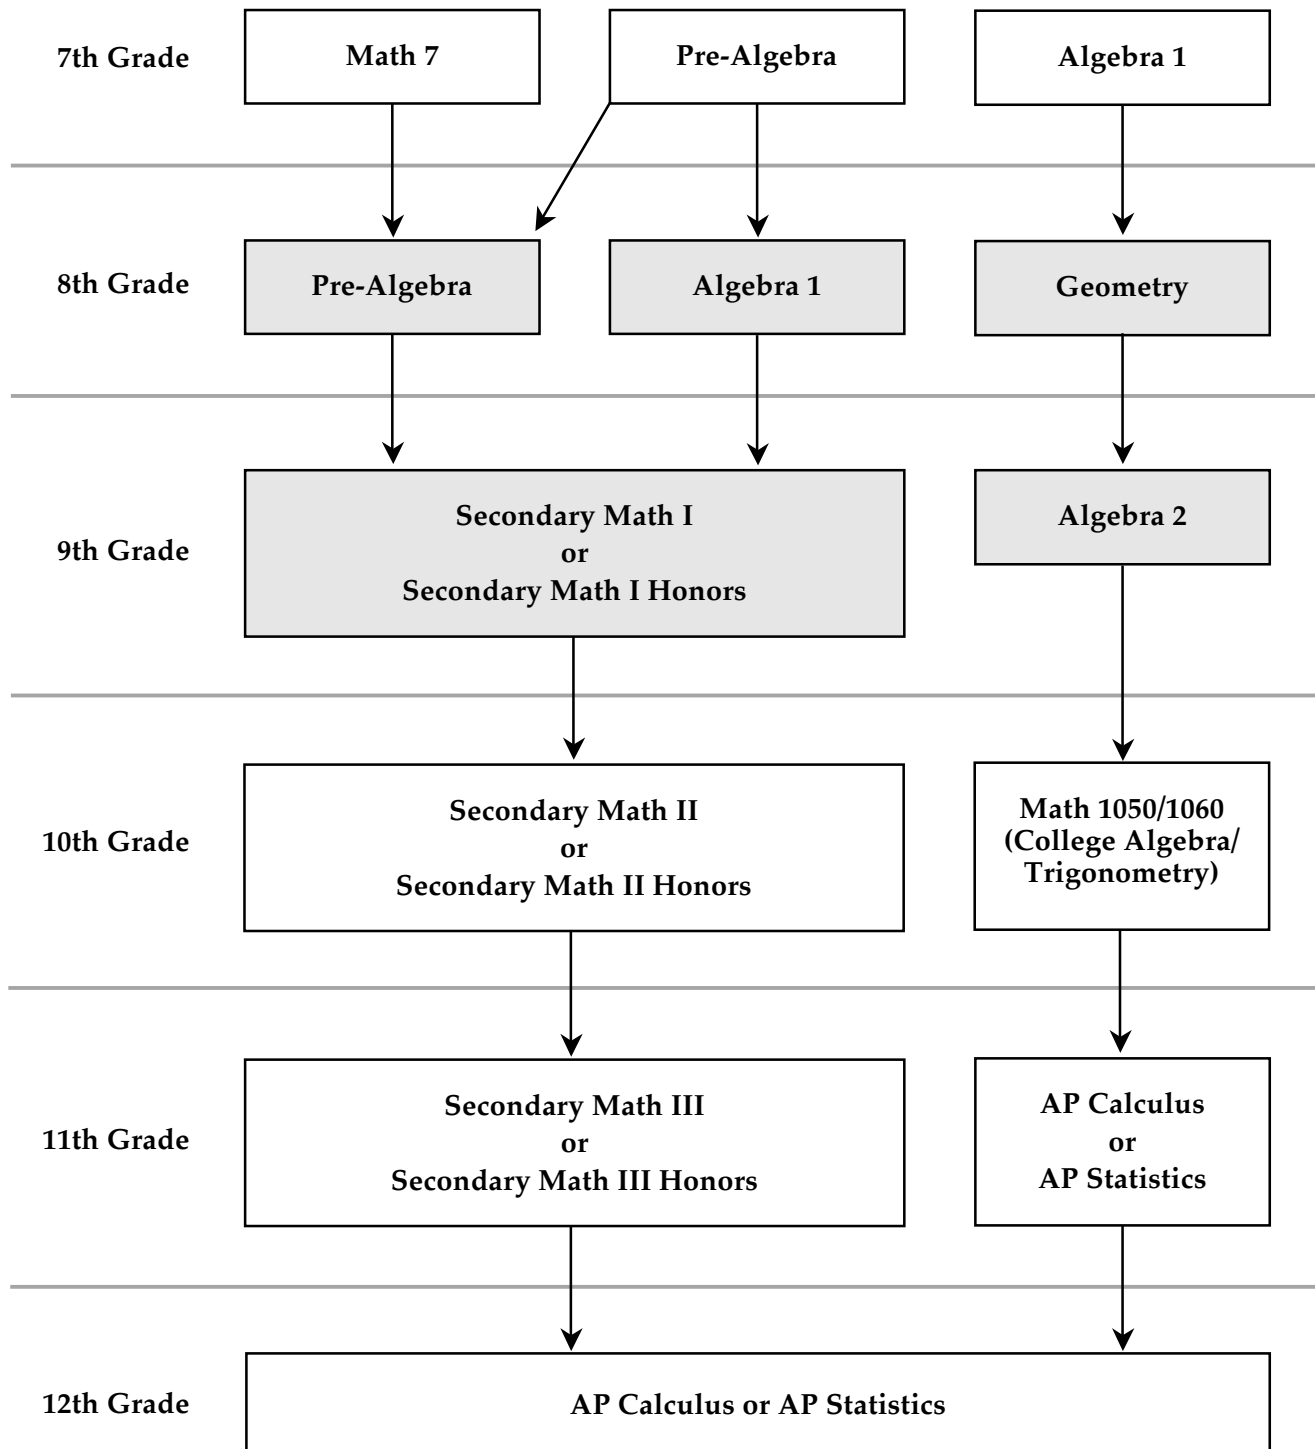 7th Grade
Math 7
Pre-Algebra
Algebra 1
8th Grade
Pre-Algebra
Algebra 1
Geometry
9th Grade
Secondary Math I
or
Secondary Math I Honors
Algebra 2
10th Grade
Secondary Math II
or
Secondary Math II Honors
Math 1050/1060
(College Algebra/
Trigonometry)
11th Grade
Secondary Math III
or
Secondary Math III Honors
AP Calculus
or
AP Statistics
12th Grade
AP Calculus or AP Statistics